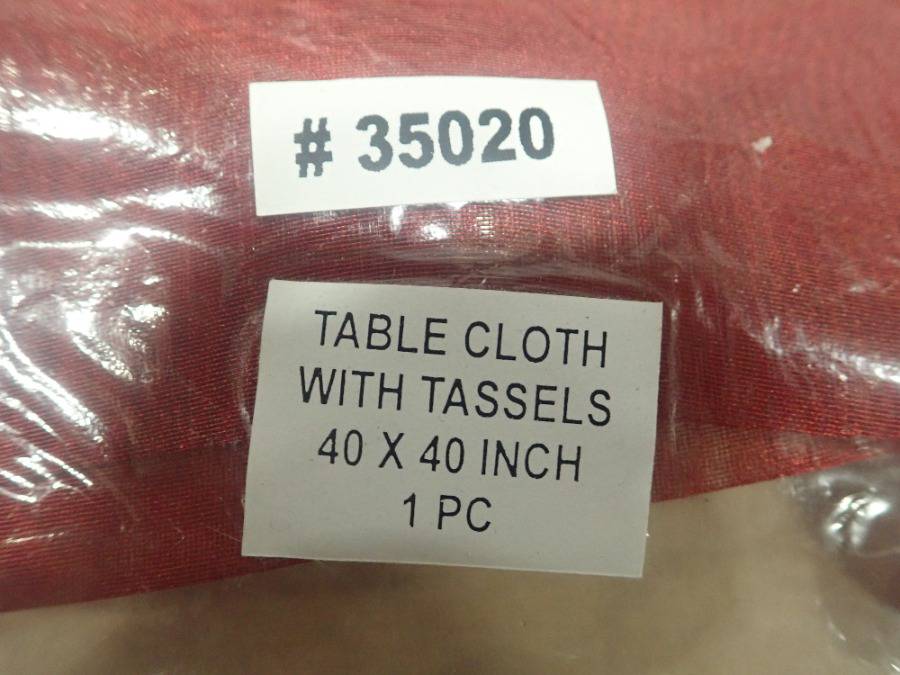 # 35020
TABLE CLOTH
WITH TASSELS
40 X 40 INCH
1 PC